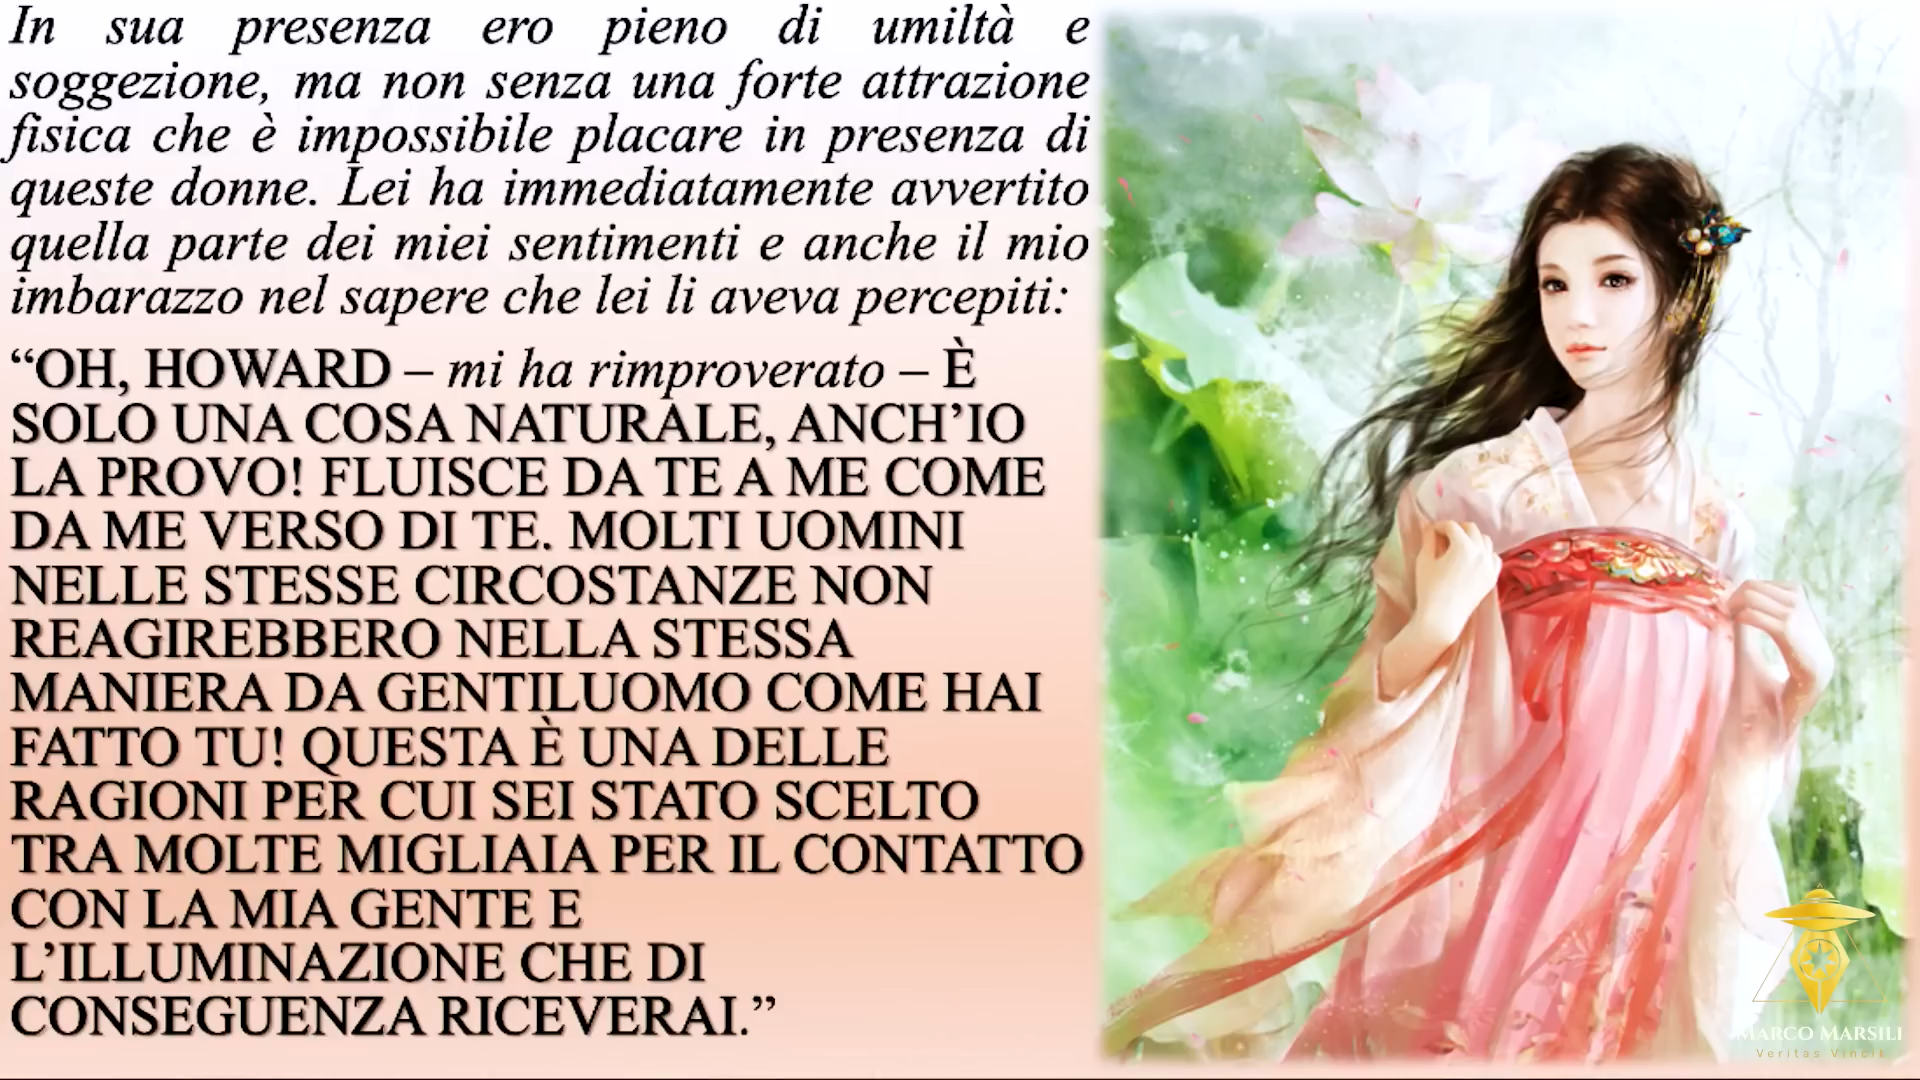 In sua presenza ero pieno di umiltà e
soggezione, ma non senza una forte attrazione
fisica che è impossibile placare in presenza di
queste donne. Lei ha immediatamente avvertito
quella parte dei miei sentimenti e anche il mio
imbarazzo nel sapere che lei li aveva percepiti:
“OH, HOWARD – mi ha rimproverato – È
SOLO UNA COSA NATURALE, ANCH’IO
LA PROVO! FLUISCE DA TE A ME COME
DA ME VERSO DI TE. MOLTI UOMINI
NELLE STESSE CIRCOSTANZE NON
REAGIREBBERO NELLA STESSA
MANIERA DA GENTILUOMO COME HAI
FATTO TU! QUESTA È UNA DELLE
RAGIONI PER CUI SEI STATO SCELTO
TRA MOLTE MIGLIAIA PER IL CONTATTO
CON LA MIA GENTE E
L’ILLUMINAZIONE CHE DI
CONSEGUENZA RICEVERAI.”
MARCO MARSILI
Veritas Vincit